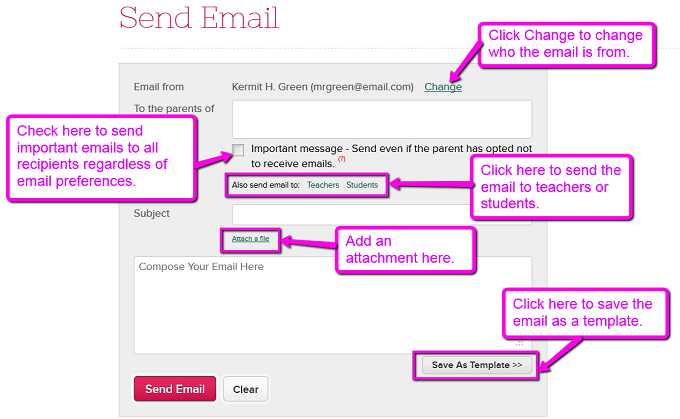 Send Email
Click Change to change
who the email is from.
Email from
Kermit H. Green (mrgreen@email.com)
Change
To the parents of
Check here to send
important emails to all
recipients regardless of
email preferences.
Important message - Send even if the parent has opted not
to receive emails. (?)
Click here to send the
email to teachers or
students.
Also send email to: Teachers Students
Subject
Attach a file
Add an
attachment here.
Compose Your Email Here
Click here to save the
email as a template.
Save As Template >>
Send Email
Clear